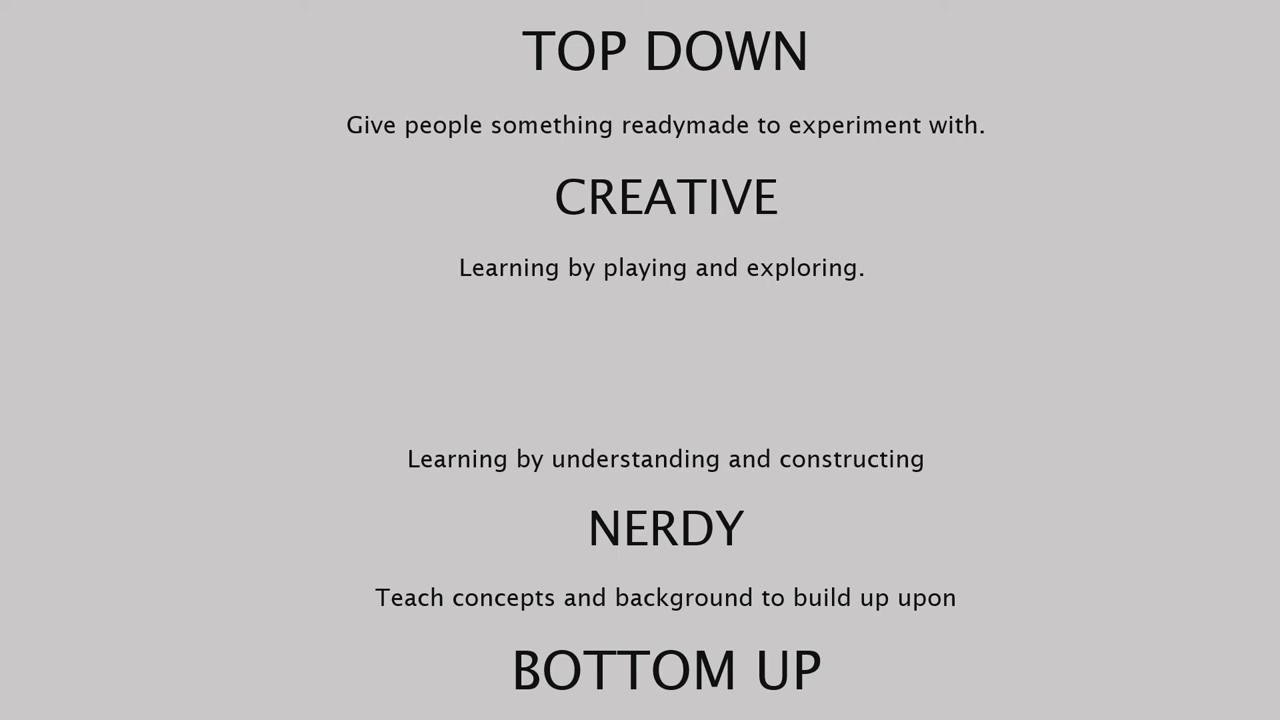 TOP DOWN
Give people something readymade to experiment with.
CREATIVE
Learning by playing and exploring.
Learning by understanding and constructing
NERDY
Teach concepts and background to build up upon
BOTTOM UP